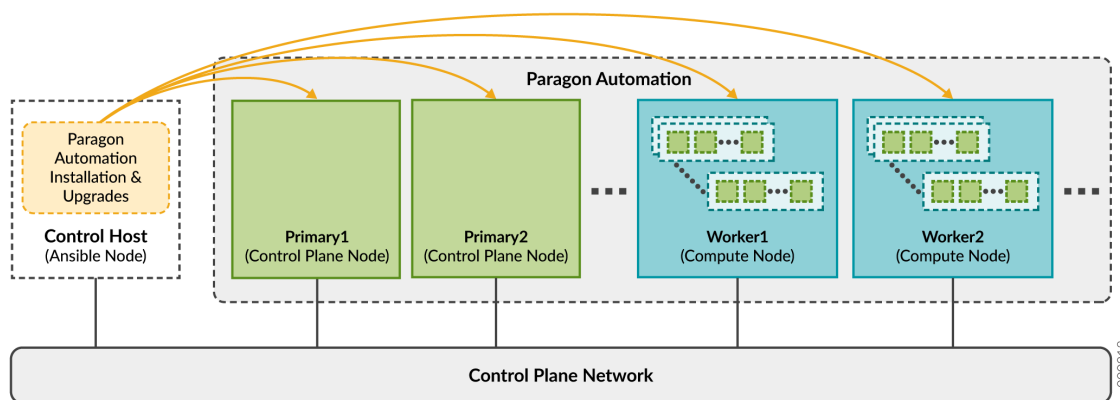 Paragon Automation
Paragon
Automation
Installation &
Upgrades
Control Host
(Ansible Node)
Primary1
(Control Plane Node)
Primary2
(Control Plane Node)
Worker1
(Compute Node)
Worker2
(Compute Node)
Control Plane Network